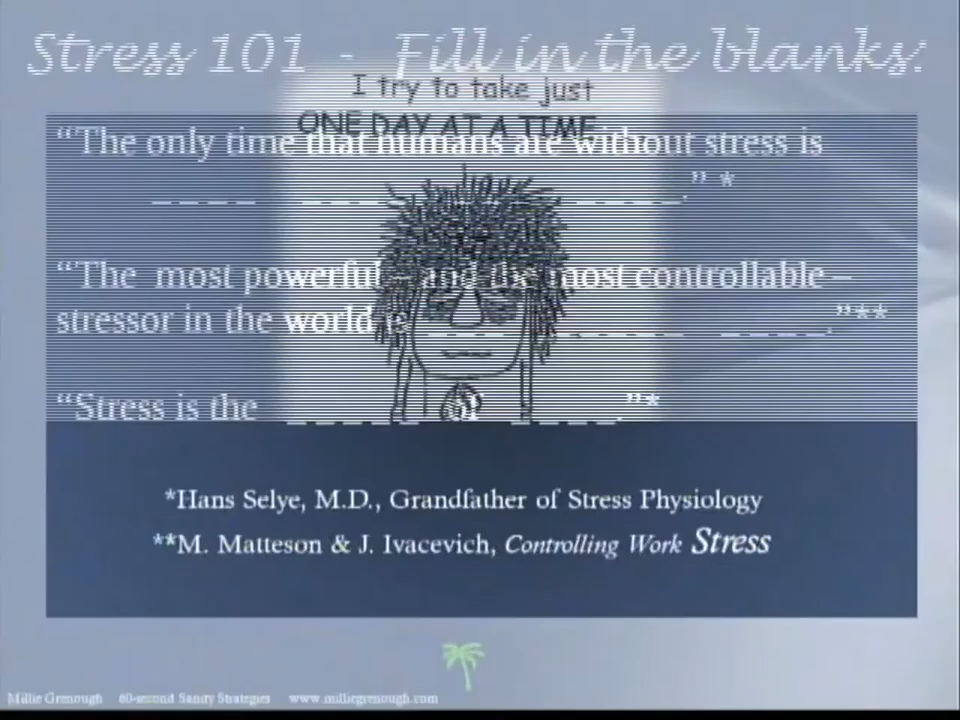 Stress 101 - Fill in the blanks:
I try to take just
ONE DAY AT A TIME
“The only time that humans are without stress is
_ _ _ _ _ _ _ _ _ _ _ _ _ _.” *
“The most powerful – and the most controllable –
stressor in the world is _ _ _ _ _ _ _ _ _ _ _ _.”**
“Stress is the _ _ _ _ _ of _ _ _ _.”*
*Hans Selye, M.D., Grandfather of Stress Physiology
**M. Matteson & J. Ivacevich, Controlling Work Stress
Millie Grenough 60-second Sanity Strategies www.milliegrenough.com